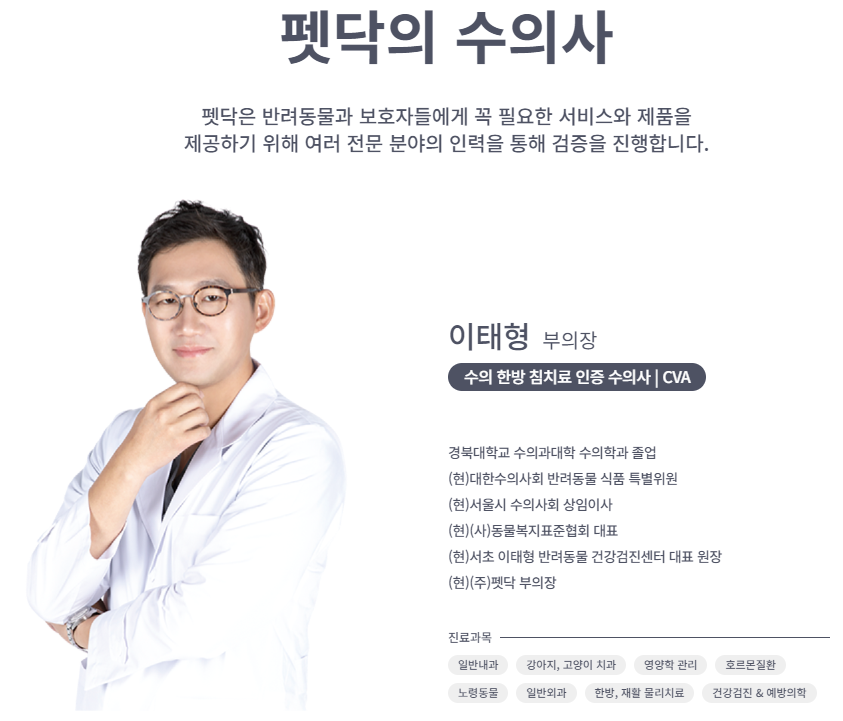 펫닥의 수의사
펫닥은 반려동물과 보호자들에게 꼭 필요한 서비스와 제품을
제공하기 위해 여러 전문 분야의 인력을 통해 검증을 진행합니다.
이태형 부의장
수의 한방 침치료 인증 수의사 | CVA
경북대학교 수의과대학 수의학과 졸업
(현)대한수의사회 반려동물 식품 특별위원
(현)서울시 수의사회 상임이사
(현)(사)동물복지표준협회 대표
(현)서초 이태형 반려동물 건강검진센터 대표 원장
(현)(주)펫닥 부의장
진료과목
일반내과 강아지, 고양이 치과 영양학 관리 호르몬질환
노령동물 일반외과 한방, 재활 물리치료 건강검진 & 예방의학